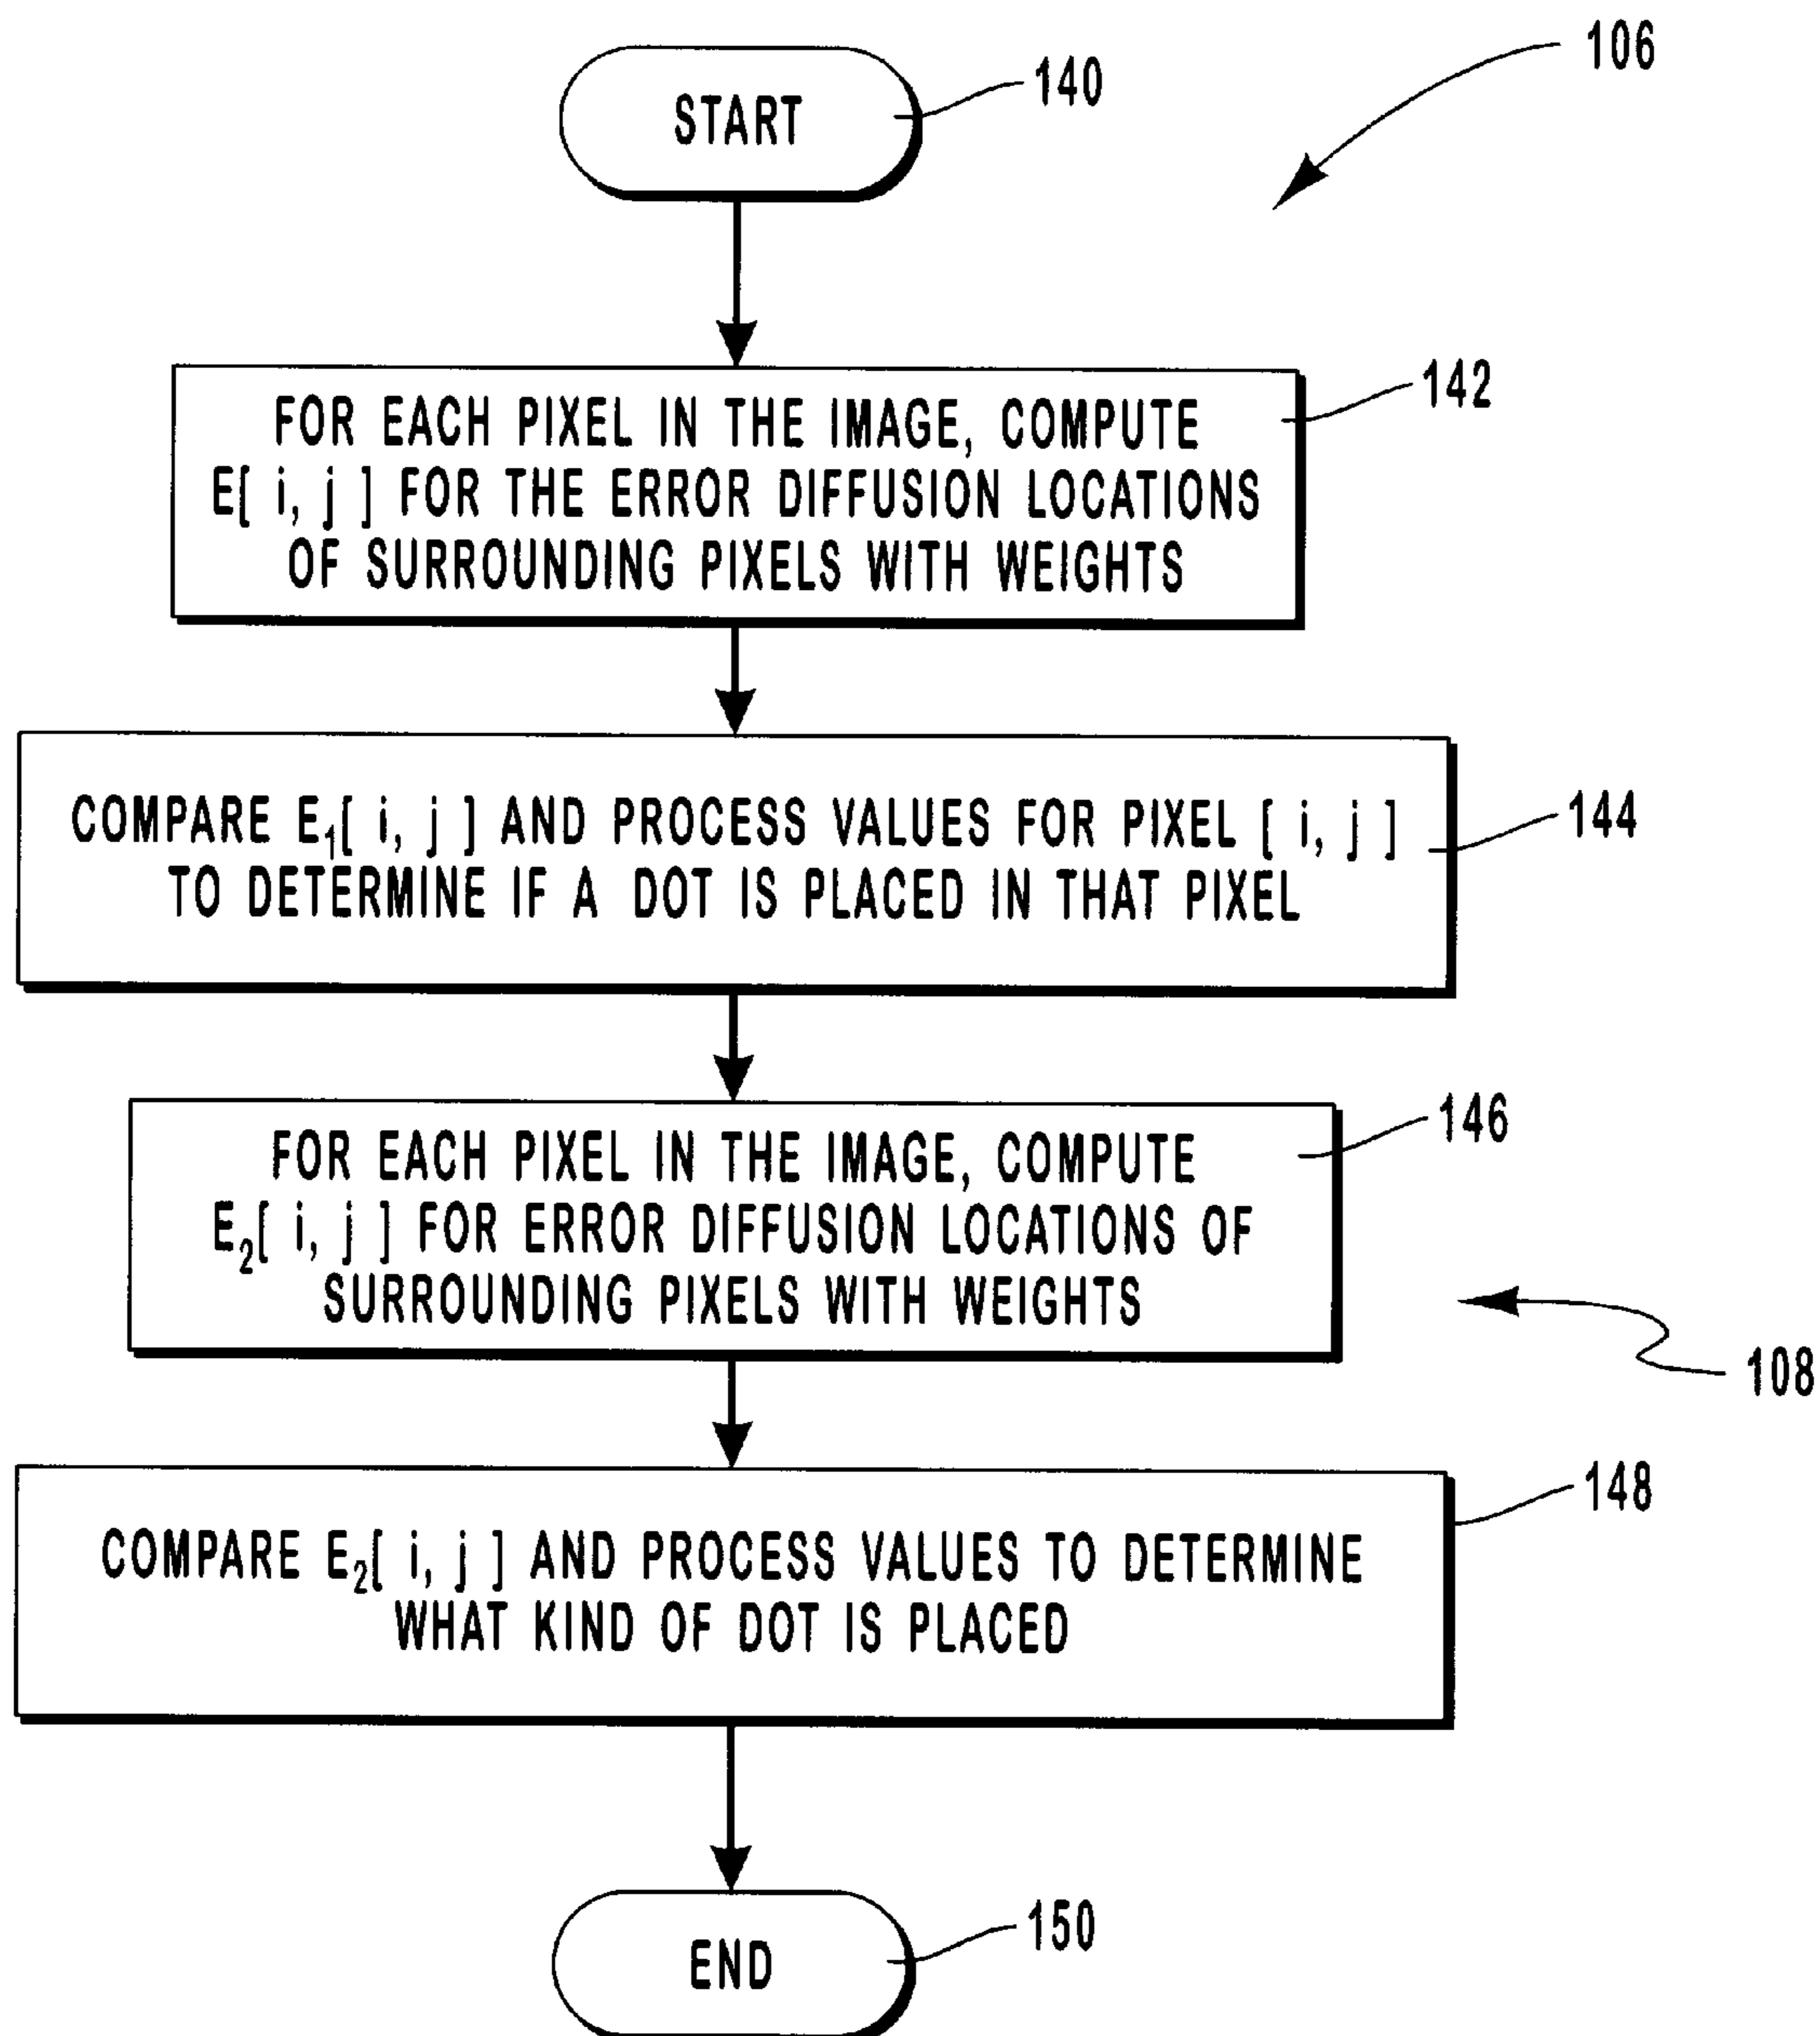 106
START
140
FOR EACH PIXEL IN THE IMAGE, COMPUTE
E[ i, j ] FOR THE ERROR DIFFUSION LOCATIONS
OF SURROUNDING PIXELS WITH WEIGHTS
142
COMPARE E₁[ i, j ] AND PROCESS VALUES FOR PIXEL [ i, j ]
TO DETERMINE IF A DOT IS PLACED IN THAT PIXEL
144
FOR EACH PIXEL IN THE IMAGE, COMPUTE
E₂[ i, j ] FOR ERROR DIFFUSION LOCATIONS OF
SURROUNDING PIXELS WITH WEIGHTS
146
108
COMPARE E₂[ i, j ] AND PROCESS VALUES TO DETERMINE
WHAT KIND OF DOT IS PLACED
148
END
150